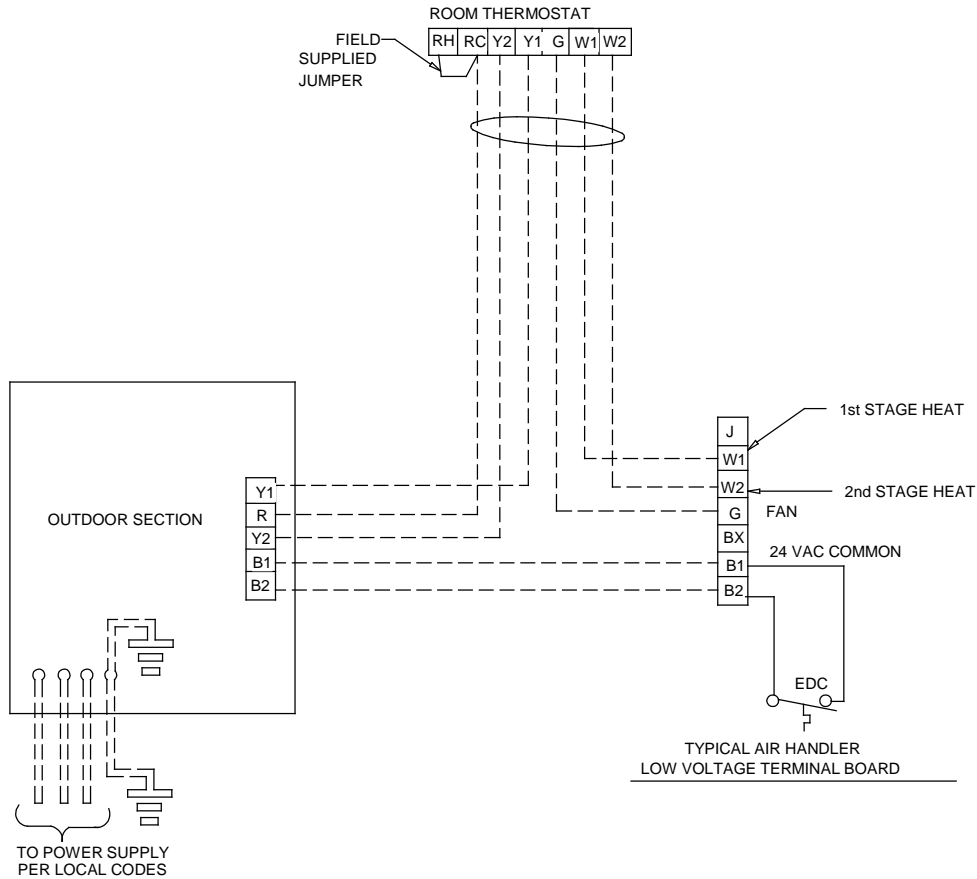 ROOM THERMOSTAT
RH RC Y2 Y1 G W1 W2
FIELD
SUPPLIED
JUMPER
OUTDOOR SECTION
Y1
R
Y2
B1
B2
J
W1
W2
G
BX
B1
B2
1st STAGE HEAT
2nd STAGE HEAT
FAN
24 VAC COMMON
EDC
TYPICAL AIR HANDLER
LOW VOLTAGE TERMINAL BOARD
TO POWER SUPPLY
PER LOCAL CODES